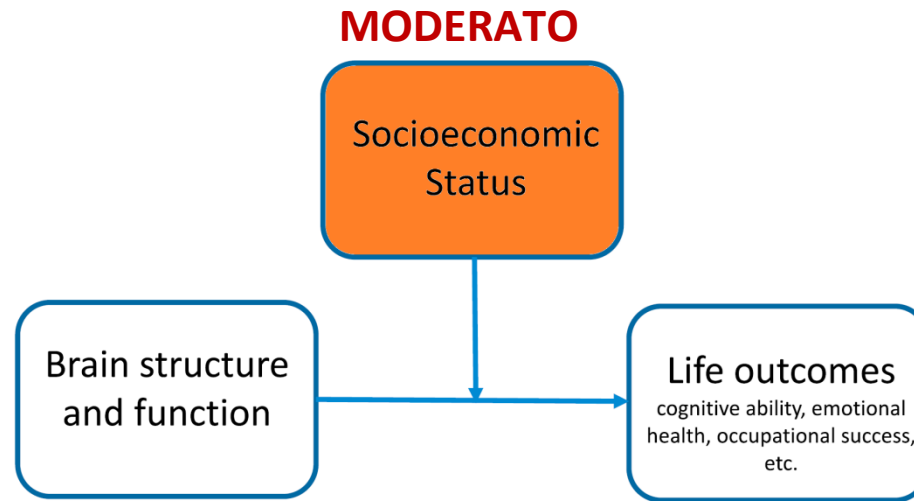 MODERATO
Socioeconomic
Status
Brain structure
and function
Life outcomes
cognitive ability, emotional
health, occupational success,
etc.